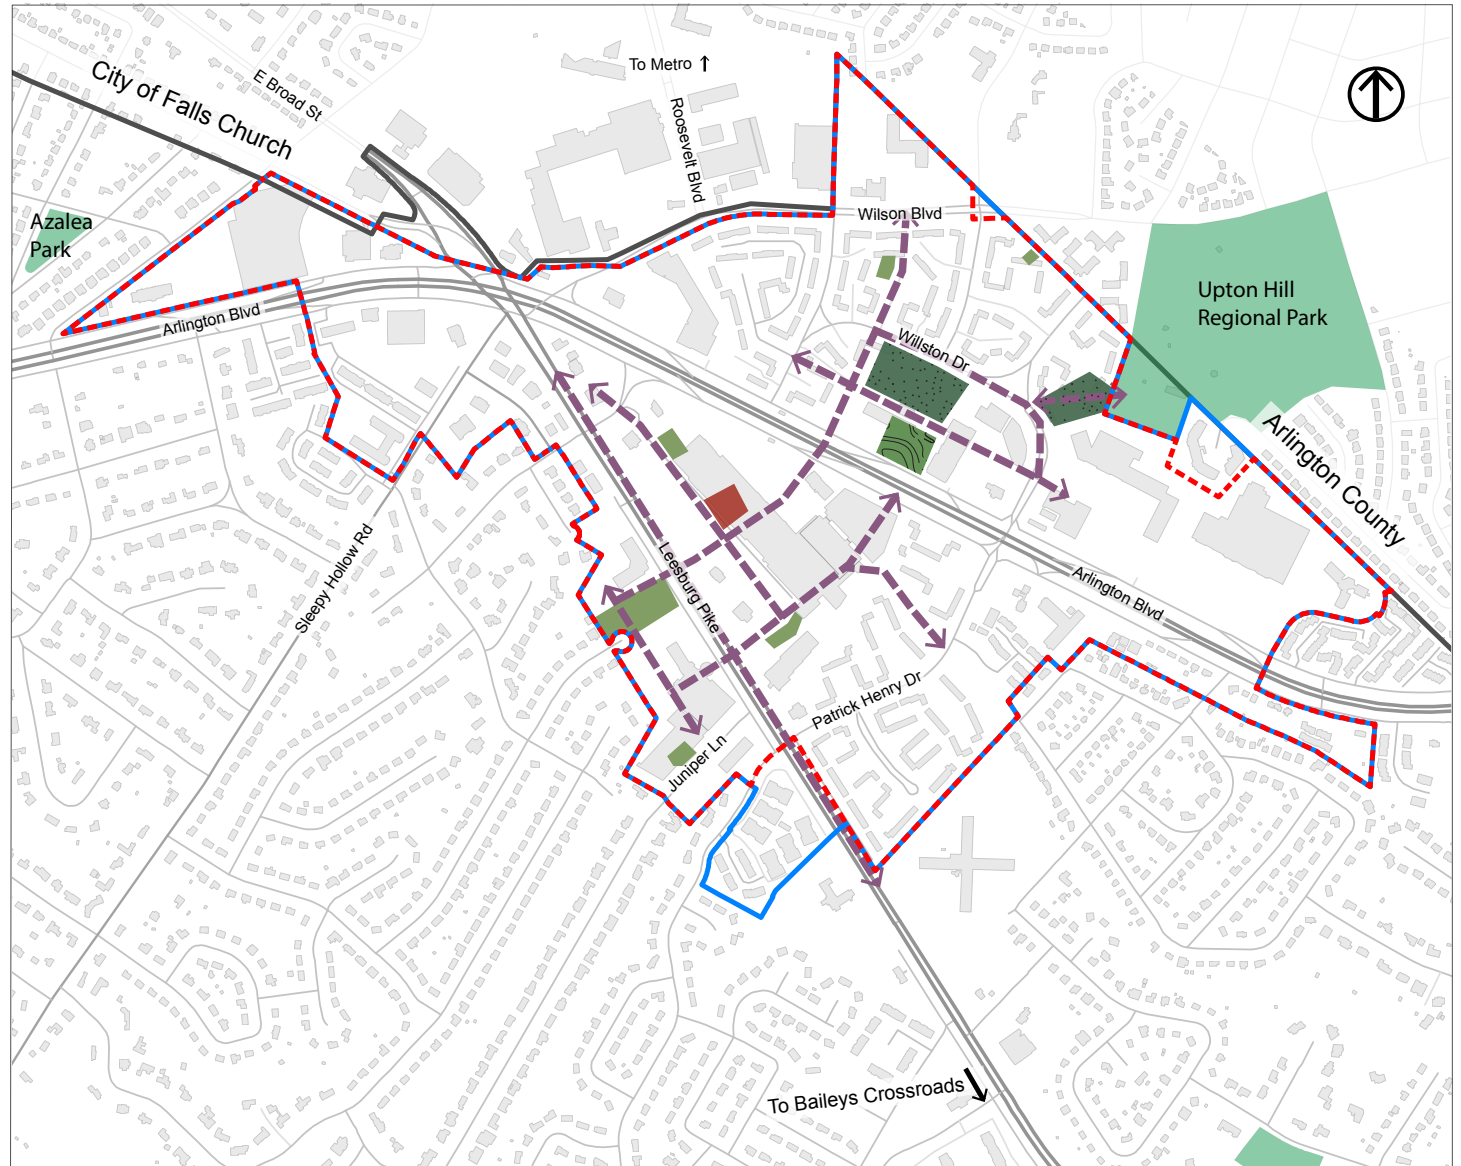 To Metro
City of Falls Church
E Broad St
Roosevelt Blvd
Azalea
Park
Wilson Blvd
Upton Hill
Regional Park
Arlington Blvd
Willston Dr
Arlington County
Sleepy Hollow Rd
Leesburg Pike
Arlington Blvd
Patrick Henry Dr
Juniper Ln
To Baileys Crossroads